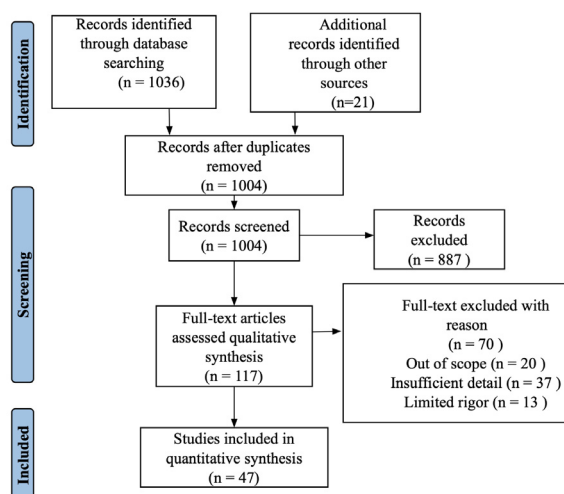 Identification
Records identified
through database
searching
(n = 1036)
Additional
records identified
through other
sources
(n=21)
Records after duplicates
removed
(n = 1004)
Screening
Records screened
(n = 1004)
Records
excluded
(n = 887 )
Full-text articles
assessed qualitative
synthesis
(n = 117)
Full-text excluded with
reason
(n = 70 )
Out of scope (n = 20 )
Insufficient detail (n = 37 )
Limited rigor (n = 13 )
Included
Studies included in
quantitative synthesis
(n = 47)